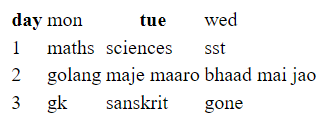 day mon tue wed
1 maths sciences sst
2 golang maje maaro bhaad mai jao
3 gk sanskrit gone